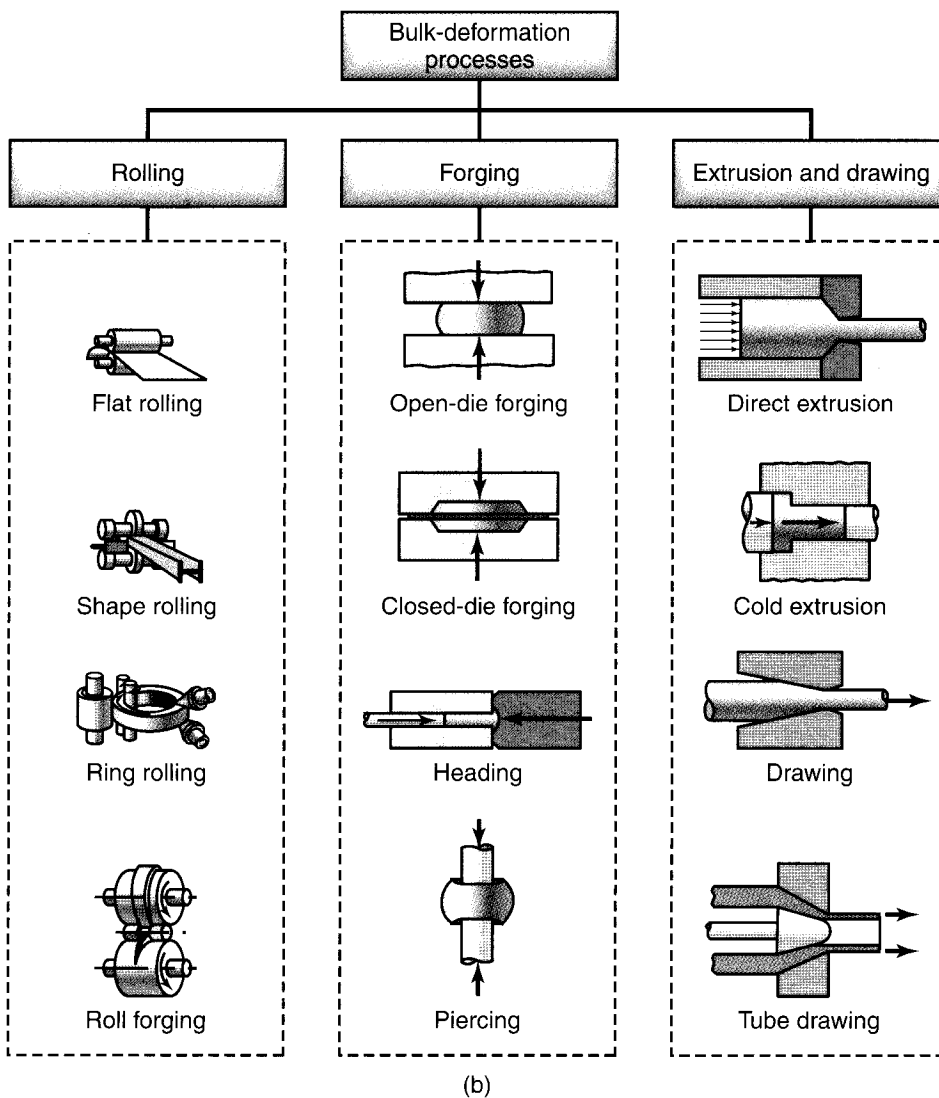 Bulk-deformation
processes
Rolling
Forging
Extrusion and drawing
Flat rolling
Open-die forging
Direct extrusion
Shape rolling
Closed-die forging
Cold extrusion
Ring rolling
Heading
Drawing
Roll forging
Piercing
Tube drawing
(b)